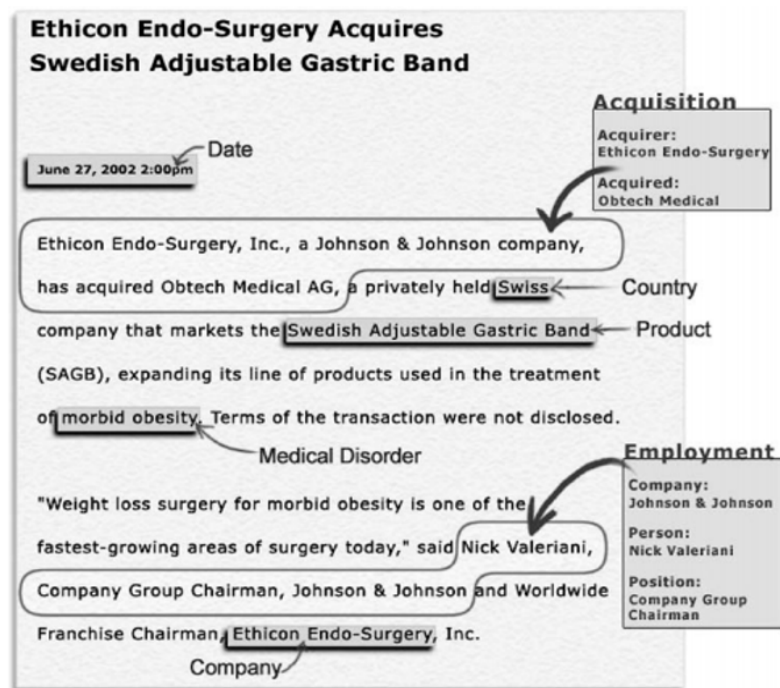 Ethicon Endo-Surgery Acquires
Swedish Adjustable Gastric Band
Acquisition
Acquirer:
Ethicon Endo-Surgery
Acquired:
Obtech Medical
Date
June 27, 2002 2:00pm
Ethicon Endo-Surgery, Inc., a Johnson & Johnson company,
has acquired Obtech Medical AG, a privately held Swiss
Country
company that markets the Swedish Adjustable Gastric Band
Product
(SAGB), expanding its line of products used in the treatment
of morbid obesity. Terms of the transaction were not disclosed.
Medical Disorder
Employment
Company:
Johnson & Johnson
Person:
Nick Valeriani
Position:
Company Group
Chairman
"Weight loss surgery for morbid obesity is one of the
fastest-growing areas of surgery today," said Nick Valeriani,
Company Group Chairman, Johnson & Johnson and Worldwide
Franchise Chairman, Ethicon Endo-Surgery, Inc.
Company